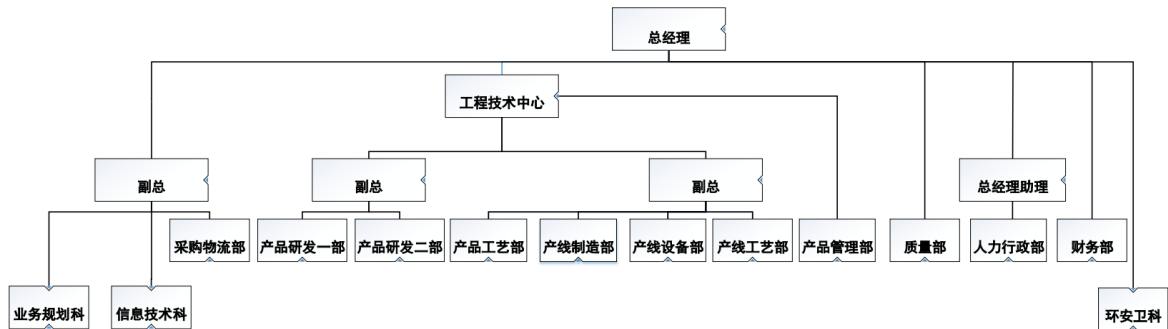 总经理
工程技术中心
副总
副总
副总
总经理助理
采购物流部
产品研发一部
产品研发二部
产品工艺部
产线制造部
产线设备部
产线工艺部
产品管理部
质量部
人力行政部
财务部
业务规划科
信息技术科
环安卫科